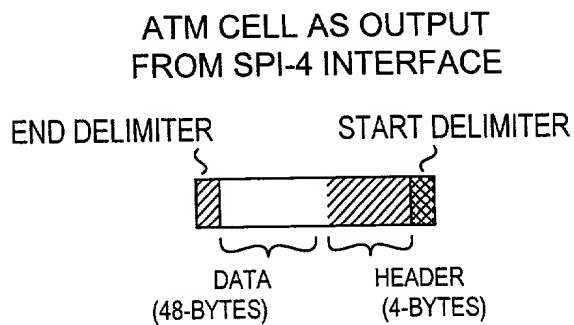 ATM CELL AS OUTPUT
FROM SPI-4 INTERFACE
END DELIMITER
START DELIMITER
DATA
(48-BYTES)
HEADER
(4-BYTES)